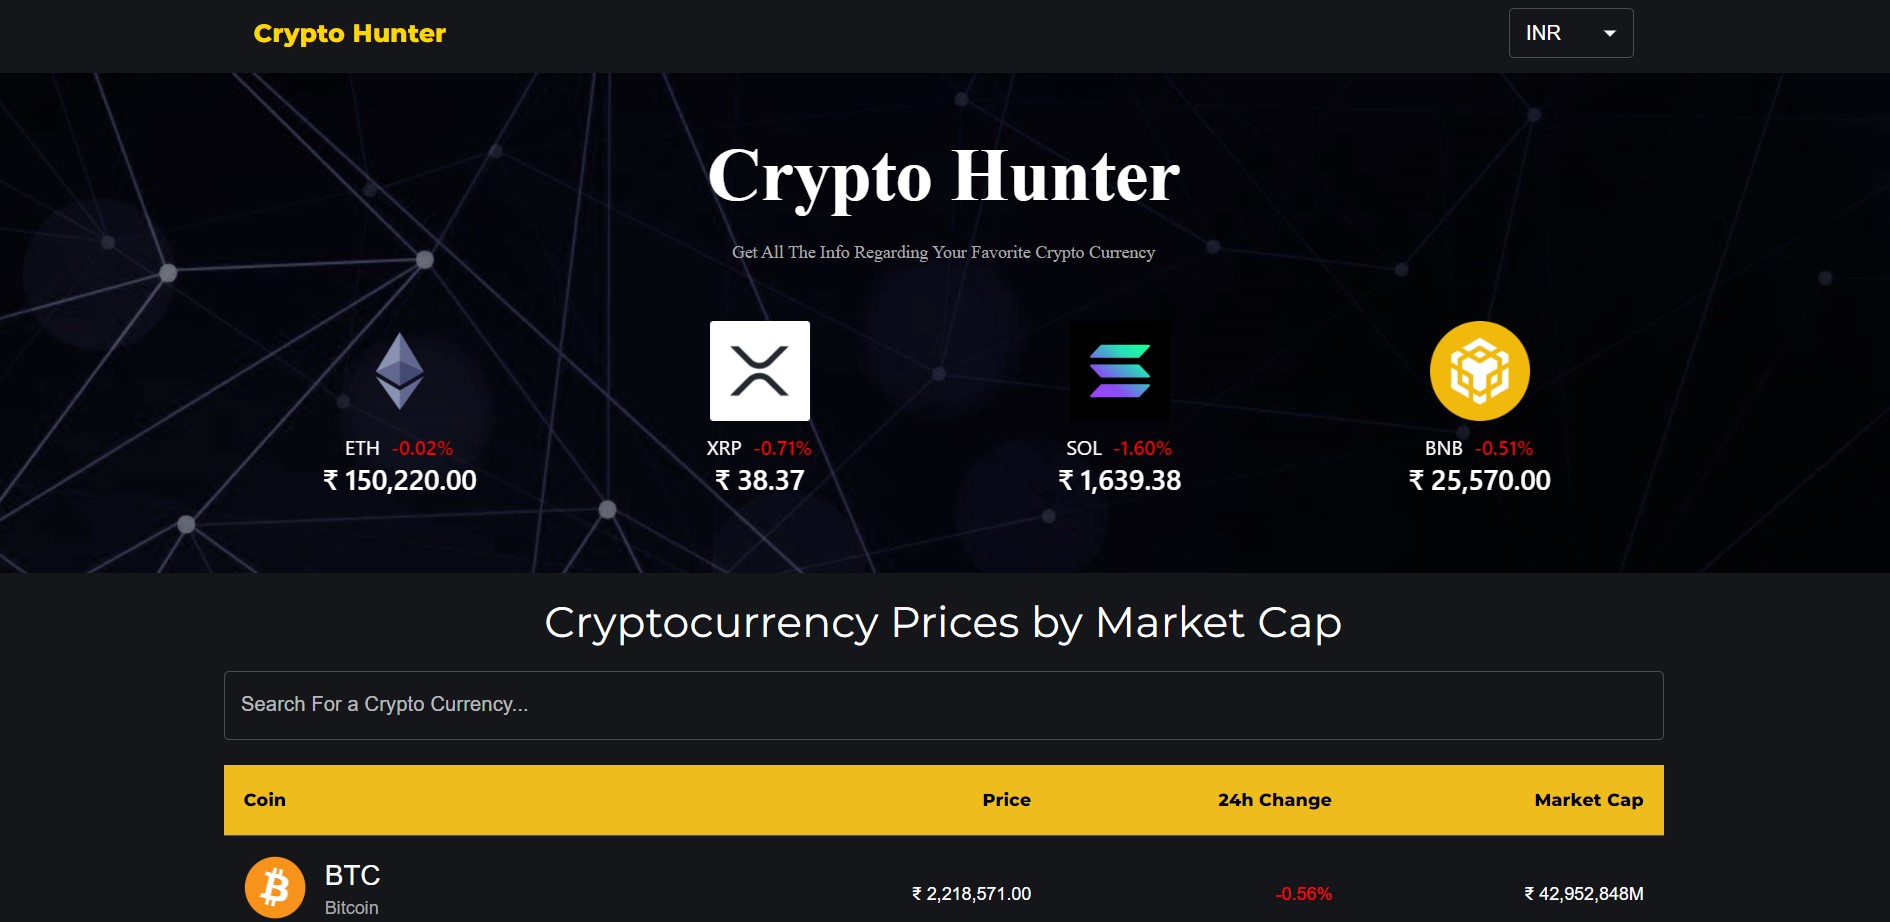 Crypto Hunter
INR
Crypto Hunter
Get All The Info Regarding Your Favorite Crypto Currency
ETH -0.02%
₹ 150,220.00
XRP -0.71%
₹ 38.37
SOL -1.60%
₹ 1,639.38
BNB -0.51%
₹ 25,570.00
Cryptocurrency Prices by Market Cap
Search For a Crypto Currency...
Coin Price 24h Change Market Cap
BTC
Bitcoin
₹ 2,218,571.00 -0.56% ₹ 42,952,848M